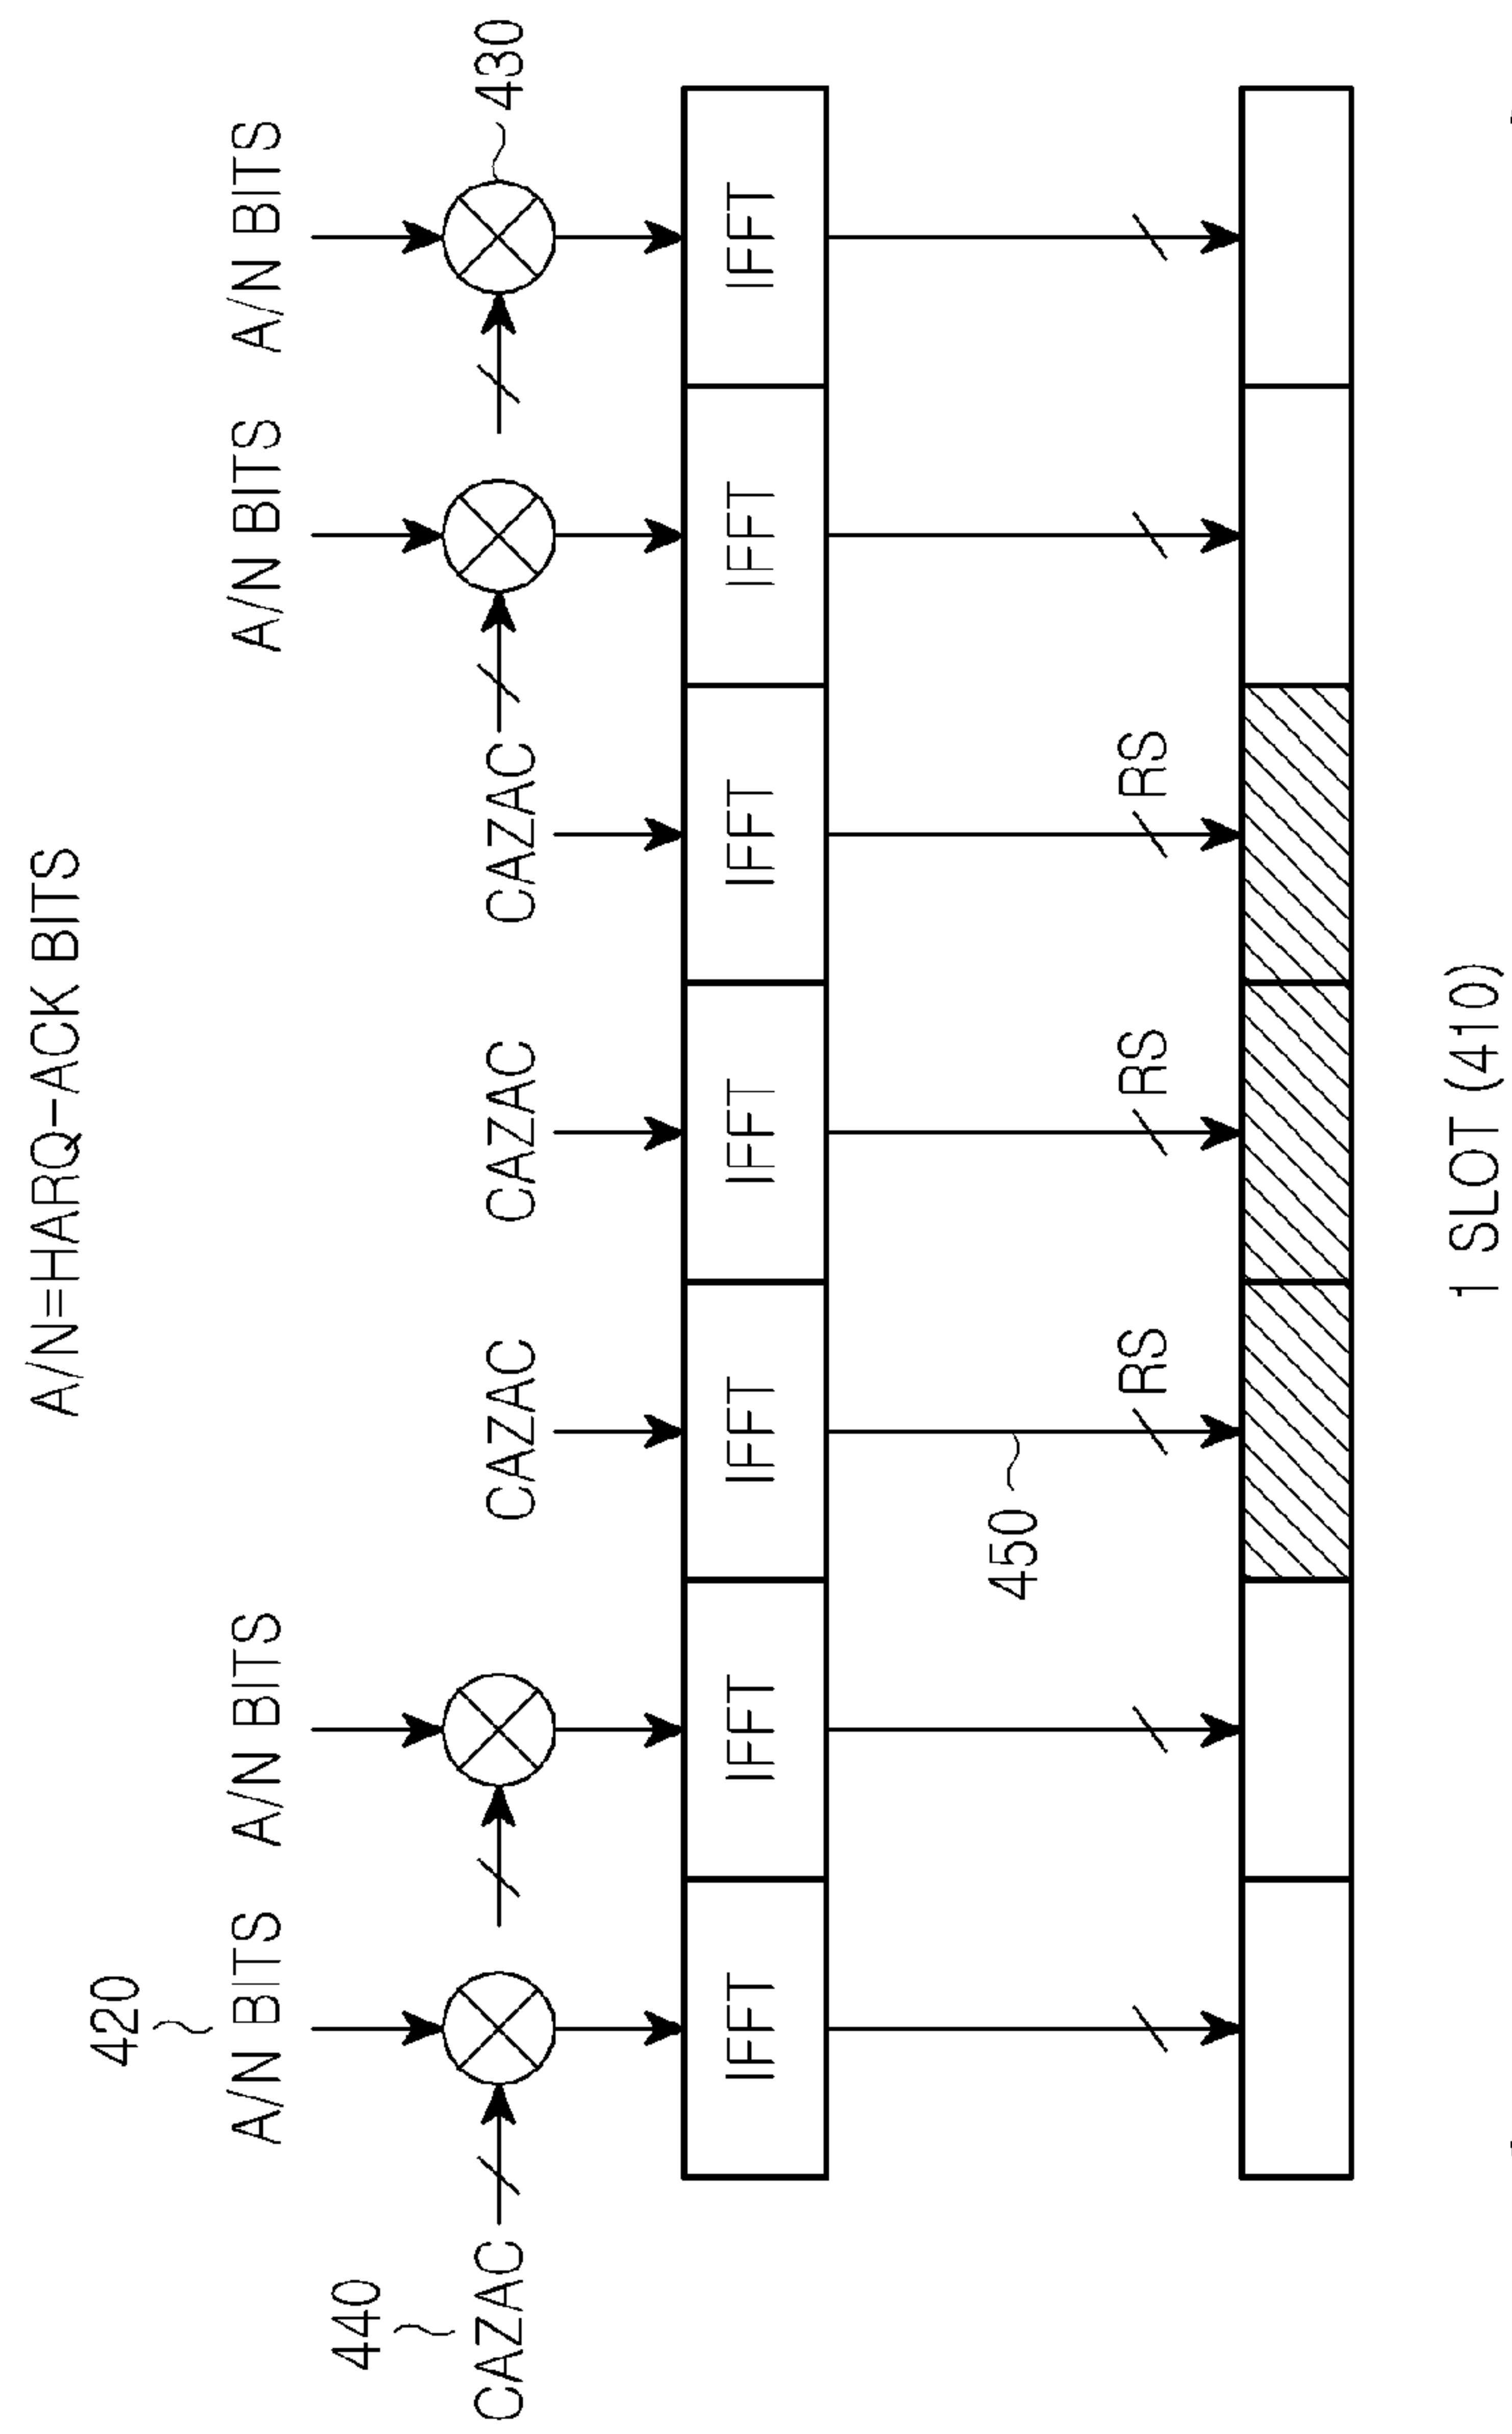 A/N=HARQ-ACK BITS
420
A/N BITS A/N BITS A/N BITS A/N BITS
440
CAZAC CAZAC CAZAC CAZAC 430
IFFT IFFT IFFT IFFT IFFT IFFT IFFT
450
RS RS RS
1 SLOT (410)